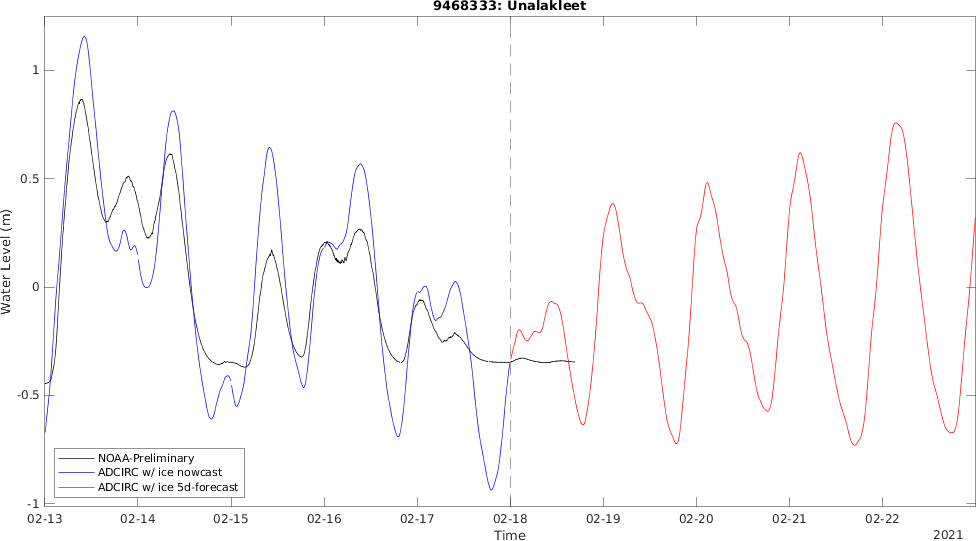 9468333: Unalakleet
Water Level (m)
1
0.5
0
-0.5
-1
NOAA-Preliminary
ADCIRC w/ ice nowcast
ADCIRC w/ ice 5d-forecast
02-13 02-14 02-15 02-16 02-17 02-18 02-19 02-20 02-21 02-22
Time
2021